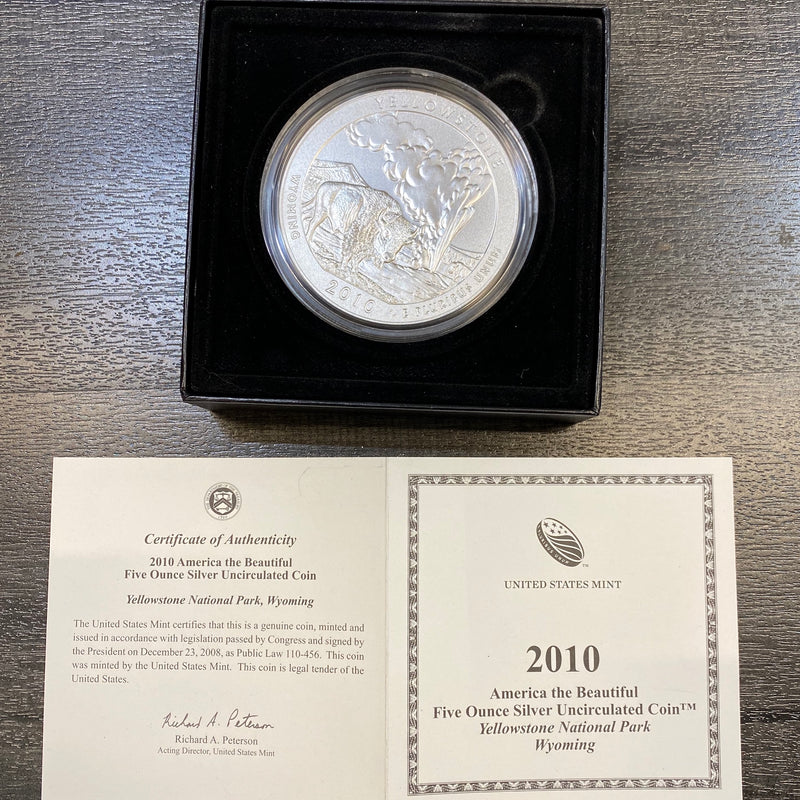 YELLOWSTONE
WYOMING
2010
E PLURIBUS UNUM
Certificate of Authenticity
2010 America the Beautiful
Five Ounce Silver Uncirculated Coin
Yellowstone National Park, Wyoming
The United States Mint certifies that this is a genuine coin, minted and
issued in accordance with legislation passed by Congress and signed by
the President on December 23, 2008, as Public Law 110-456. This coin
was minted by the United States Mint. This coin is legal tender of the
United States.
Richard A. Peterson
Richard A. Peterson
Acting Director, United States Mint
UNITED STATES MINT
2010
America the Beautiful
Five Ounce Silver Uncirculated Coin™
Yellowstone National Park
Wyoming